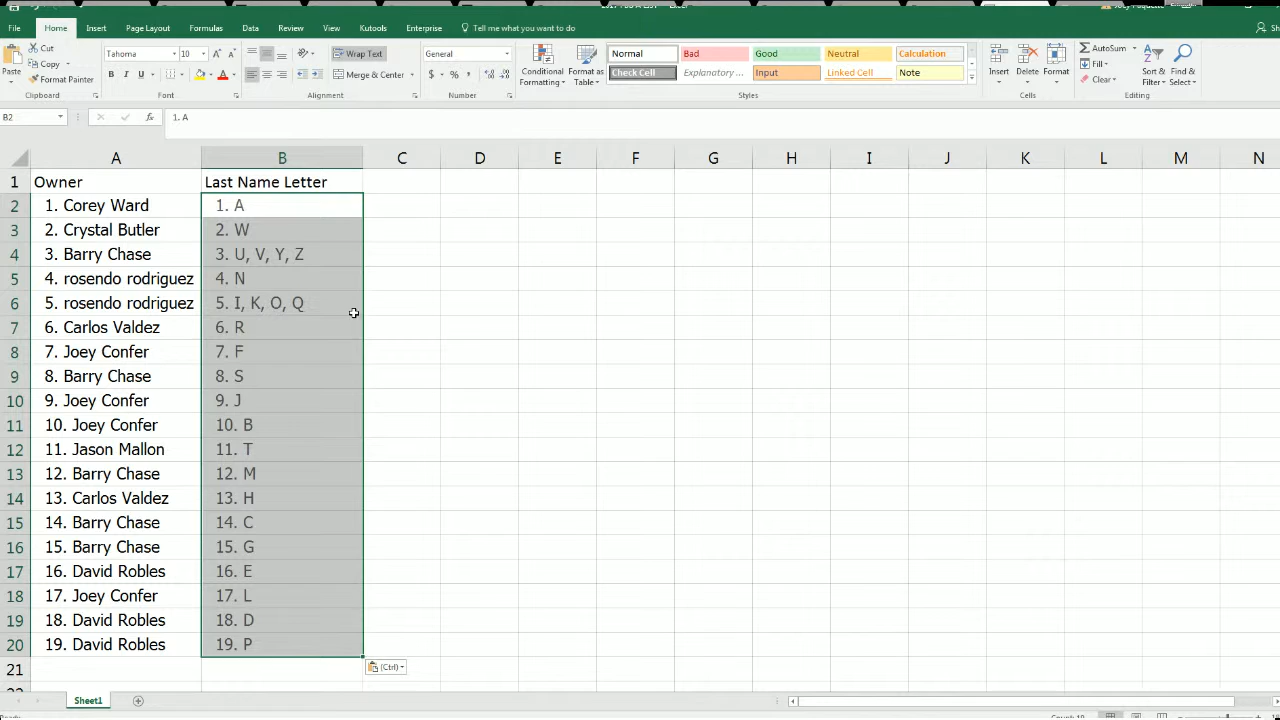 File Home Insert Page Layout Formulas Data Review View Kutools Enterprise Tell me what you want to do
Cut
Copy
Format Painter
Paste
Clipboard
Tahoma 10
B I U
Font
Wrap Text
Merge & Center
Alignment
General
$ % ,
Number
Conditional Formatting
Format as Table
Normal Bad Good Neutral Calculation
Check Cell Explanatory ... Input Linked Cell Note
Styles
Insert Delete Format
Cells
AutoSum
Fill
Clear
Sort & Filter
Find & Select
Editing
B2 fx 1. A
A B C D E F G H I J K L M N
1 Owner Last Name Letter
2 1. Corey Ward 1. A
3 2. Crystal Butler 2. W
4 3. Barry Chase 3. U, V, Y, Z
5 4. rosendo rodriguez 4. N
6 5. rosendo rodriguez 5. I, K, O, Q
7 6. Carlos Valdez 6. R
8 7. Joey Confer 7. F
9 8. Barry Chase 8. S
10 9. Joey Confer 9. J
11 10. Joey Confer 10. B
12 11. Jason Mallon 11. T
13 12. Barry Chase 12. M
14 13. Carlos Valdez 13. H
15 14. Barry Chase 14. C
16 15. Barry Chase 15. G
17 16. David Robles 16. E
18 17. Joey Confer 17. L
19 18. David Robles 18. D
20 19. David Robles 19. P
21
(Ctrl)
Sheet1